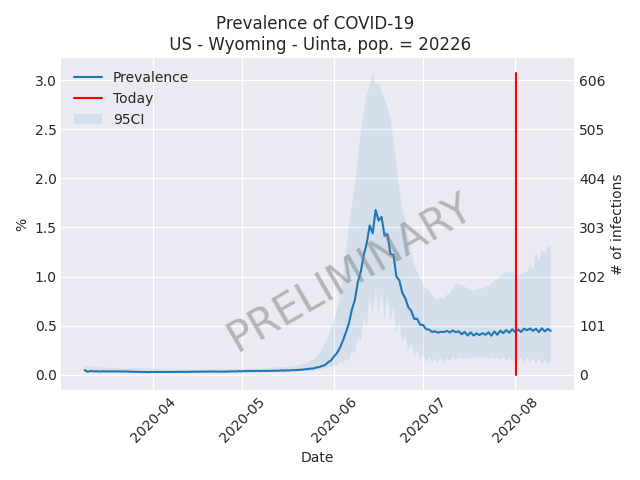 Prevalence of COVID-19
US - Wyoming - Uinta, pop. = 20226
Prevalence
Today
95CI
3.0
2.5
2.0
1.5
1.0
0.5
0.0
%
606
505
404
303
202
101
0
# of infections
PRELIMINARY
2020-04
2020-05
2020-06
2020-07
2020-08
Date